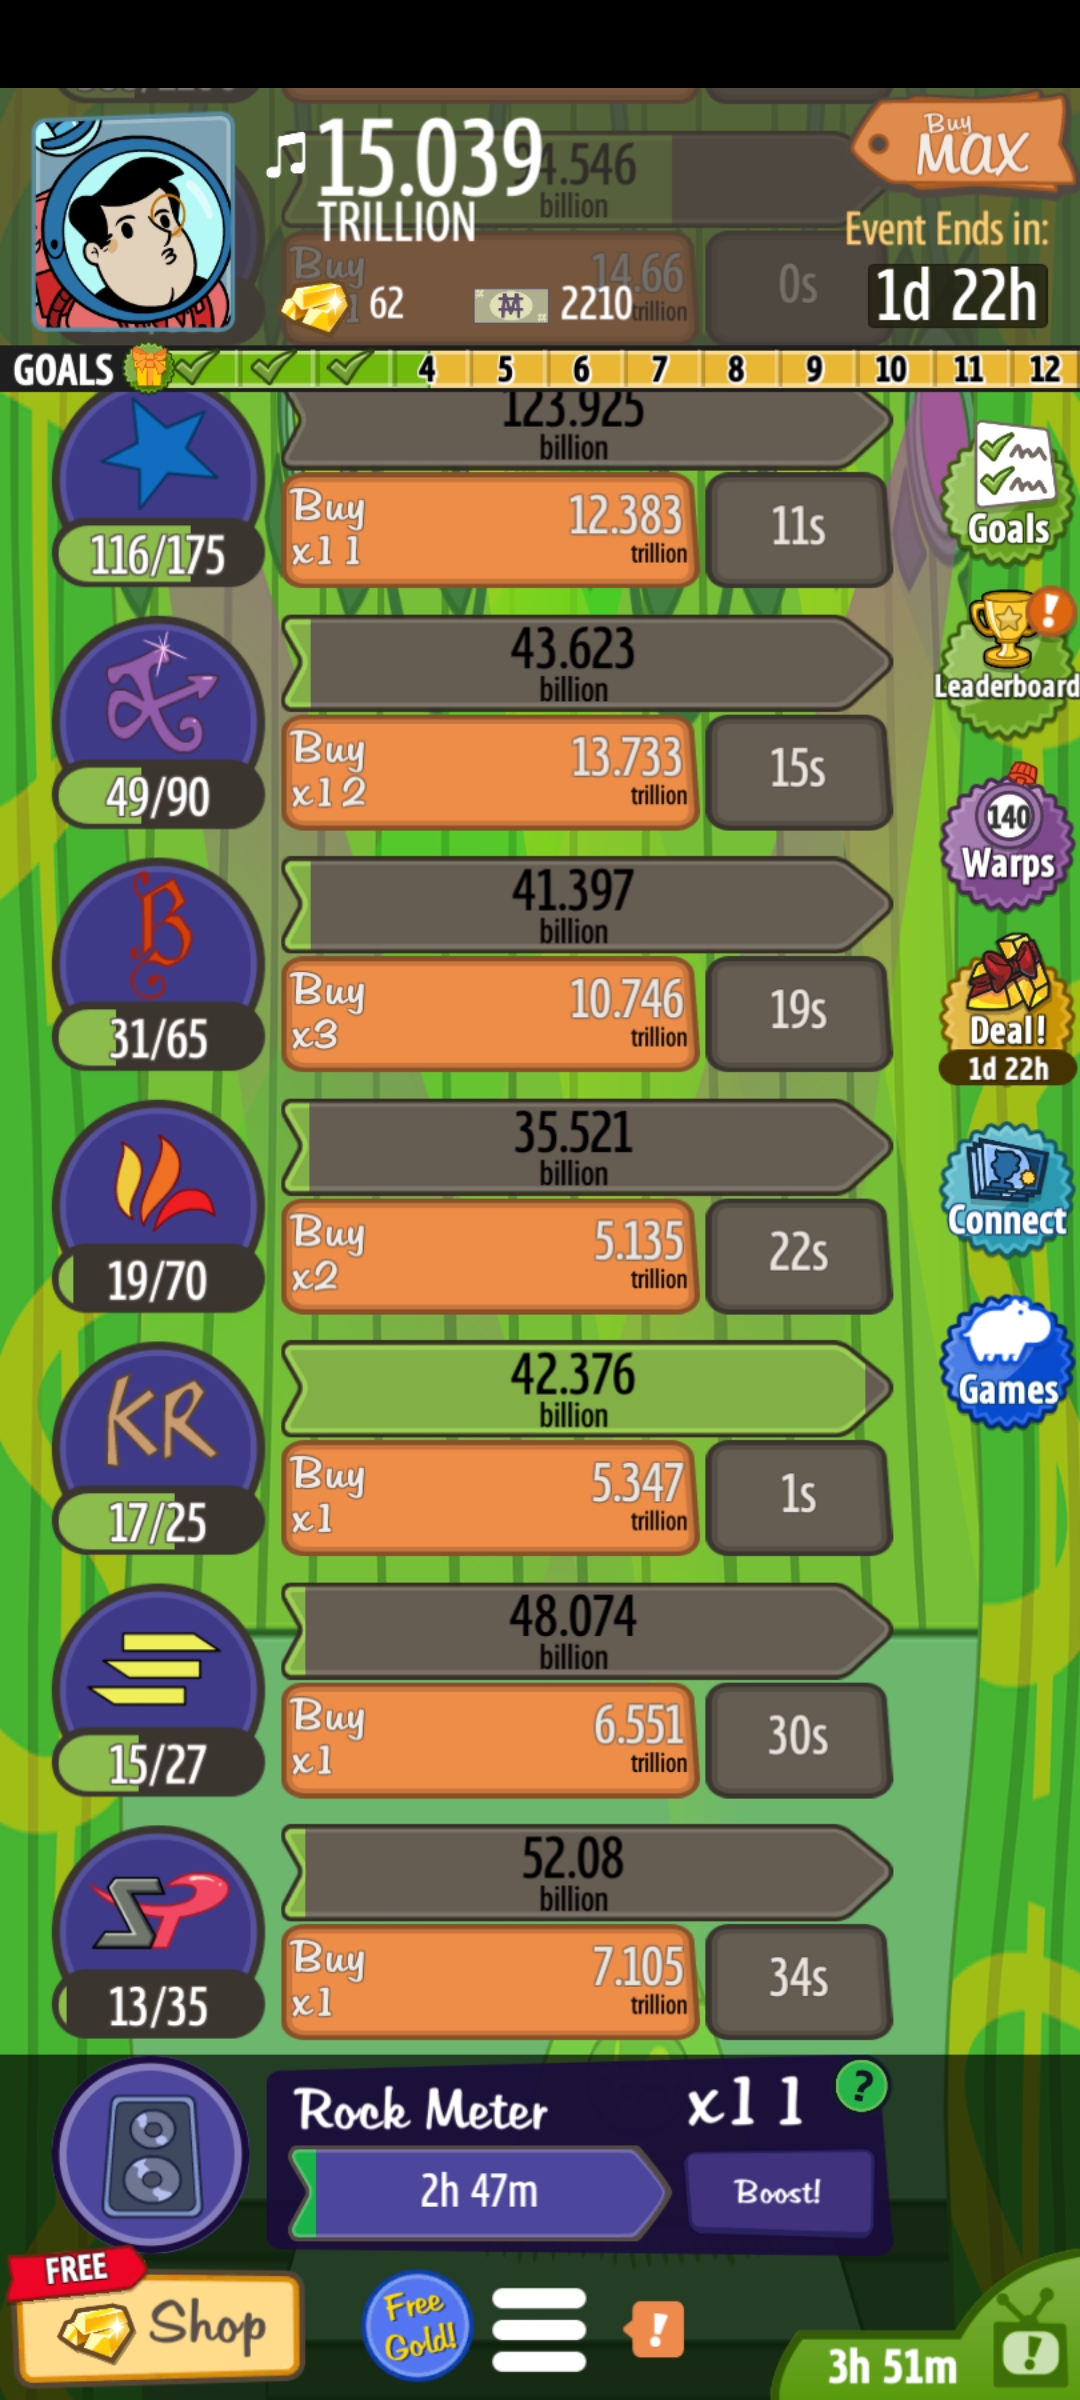 15.039
TRILLION
94.546
billion
Buy
MAX
Event Ends in:
1d 22h
Buy
14.66
trillion
0s
62
2210
GOALS
4
5
6
7
8
9
10
11
12
123.925
billion
116/175
Buy
x11
12.383
trillion
11s
Goals
43.623
billion
49/90
Buy
x12
13.733
trillion
15s
Leaderboard
140
Warps
B
41.397
billion
31/65
Buy
x3
10.746
trillion
19s
Deal!
1d 22h
35.521
billion
19/70
Buy
x2
5.135
trillion
22s
Connect
KR
42.376
billion
17/25
Buy
x1
5.347
trillion
1s
Games
48.074
billion
15/27
Buy
x1
6.551
trillion
30s
SP
52.08
billion
13/35
Buy
x1
7.105
trillion
34s
Rock Meter
x11
?
2h 47m
Boost!
FREE
Shop
Free
Gold!
!
3h 51m
!